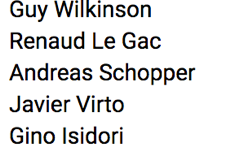 Guy Wilkinson
Renaud Le Gac
Andreas Schopper
Javier Virto
Gino Isidori